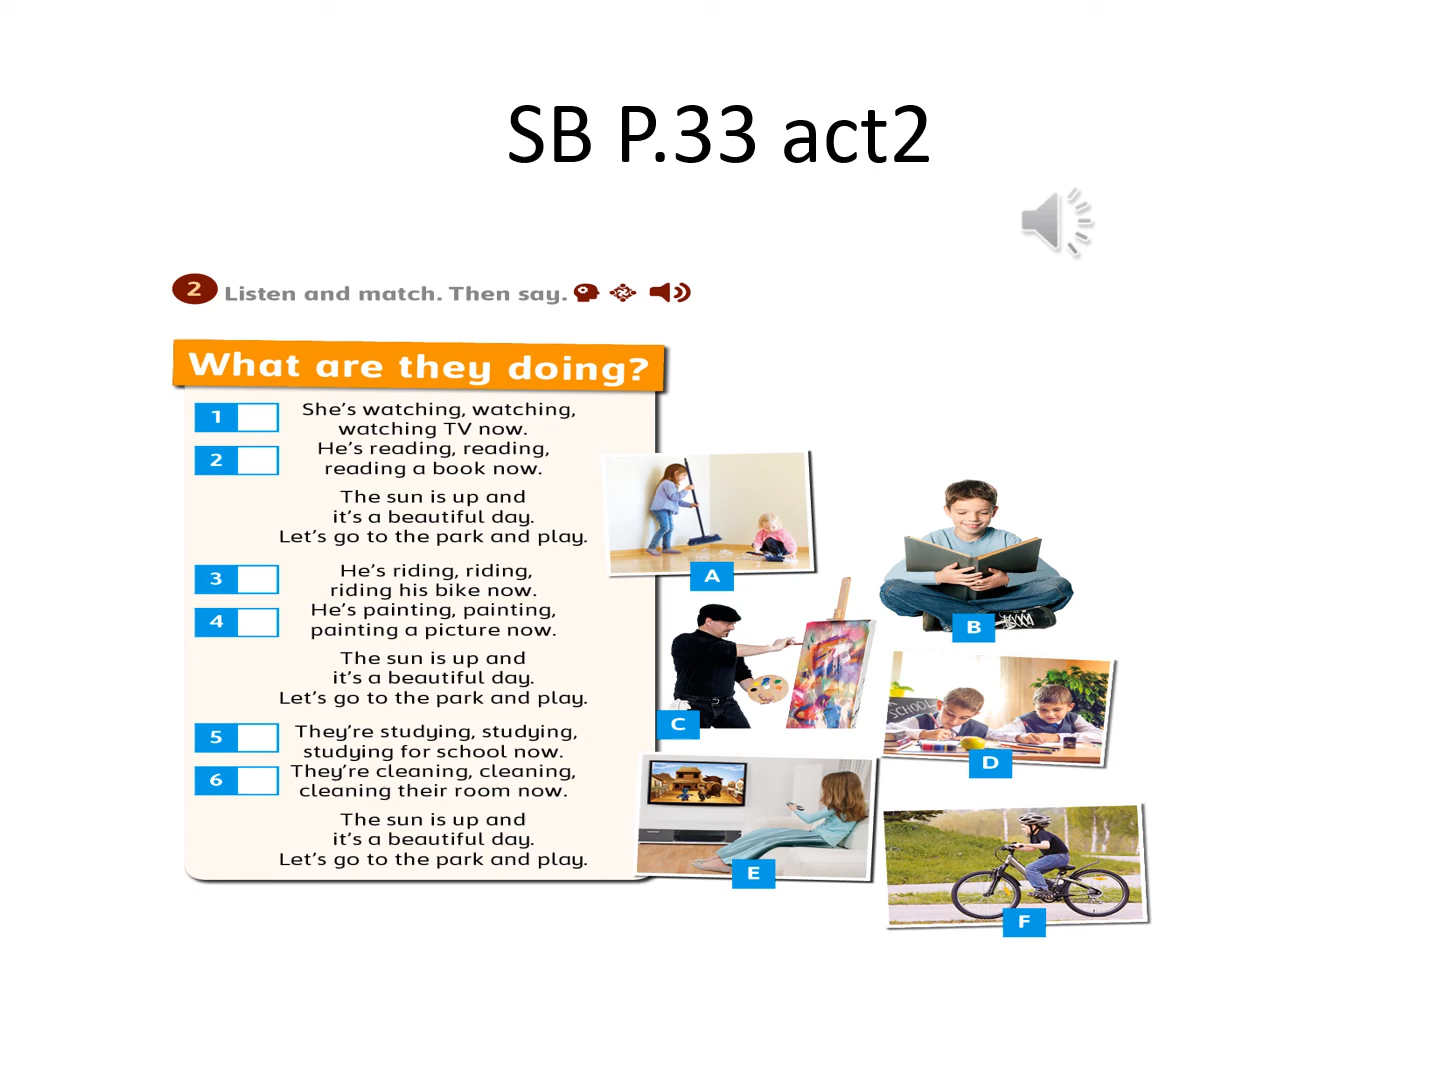 SB P.33 act2
2 Listen and match. Then say.
What are they doing?
1 She's watching, watching,
watching TV now.
2 He's reading, reading,
reading a book now.
The sun is up and
it's a beautiful day.
Let's go to the park and play.
3 He's riding, riding,
riding his bike now.
4 He's painting, painting,
painting a picture now.
The sun is up and
it's a beautiful day.
Let's go to the park and play.
5 They're studying, studying,
studying for school now.
6 They're cleaning, cleaning,
cleaning their room now.
The sun is up and
it's a beautiful day.
Let's go to the park and play.
A
B
C
SCHOOL
D
E
F